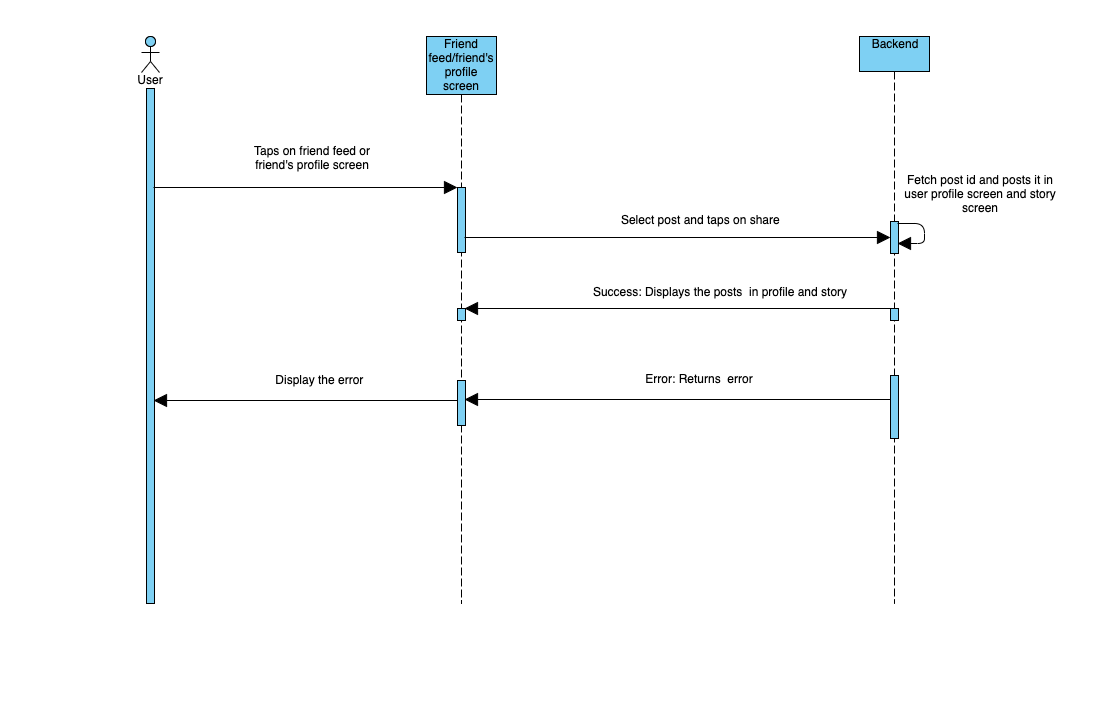 User
Friend
feed/friend's
profile
screen
Backend
Taps on friend feed or
friend's profile screen
Fetch post id and posts it in
user profile screen and story
screen
Select post and taps on share
Success: Displays the posts  in profile and story
Display the error
Error: Returns  error